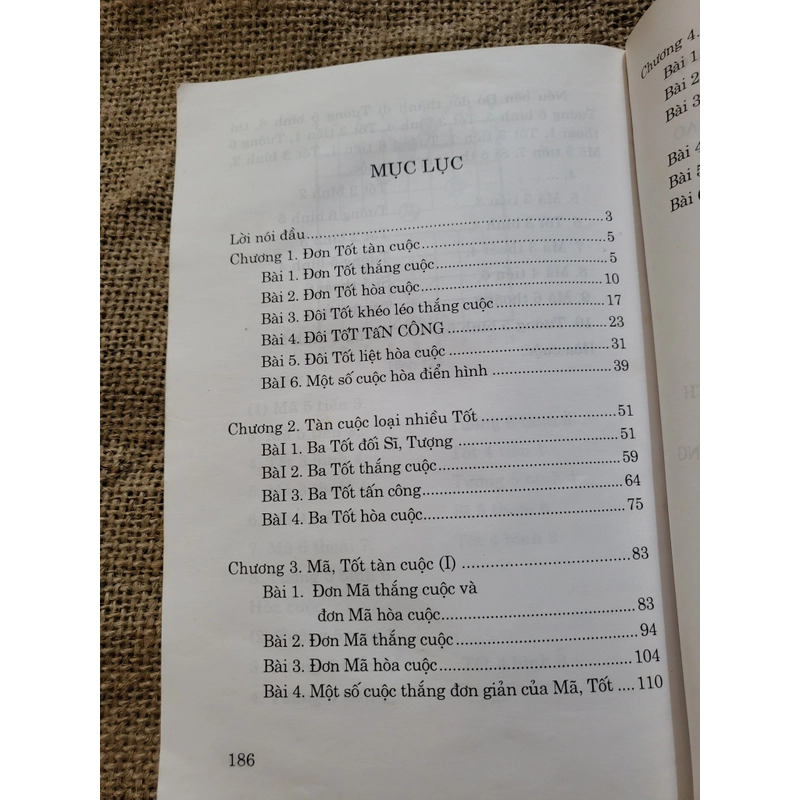 MỤC LỤC
Lời nói đầu.......................................................3
Chương 1. Đơn Tốt tàn cuộc..............................5
Bài 1. Đơn Tốt thắng cuộc..............................5
Bài 2. Đơn Tốt hòa cuộc..............................10
Bài 3. Đôi Tốt khéo léo thắng cuộc....................17
Bài 4. Đôi TốT TấN CÔNG..............................23
Bài 5. Đôi Tốt liệt hòa cuộc..............................31
BàI 6. Một số cuộc hòa điển hình....................39
Chương 2. Tàn cuộc loại nhiều Tốt....................51
BàI 1. Ba Tốt đối Sĩ, Tượng..............................51
BàI 2. Ba Tốt thắng cuộc..............................59
BàI 3. Ba Tốt tấn công..............................64
BàI 4. Ba Tốt hòa cuộc..............................75
Chương 3. Mã, Tốt tàn cuộc (I)..............................83
Bài 1. Đơn Mã thắng cuộc và
đơn Mã hòa cuộc..............................83
Bài 2. Đơn Mã thắng cuộc..............................94
Bài 3. Đơn Mã hòa cuộc..............................104
Bài 4. Một số cuộc thắng đơn giản của Mã, Tốt ....110
186
Chương 4.
Bài 1
Bài 2
Bài 3
Bài 4
Bài 5
Bài 6